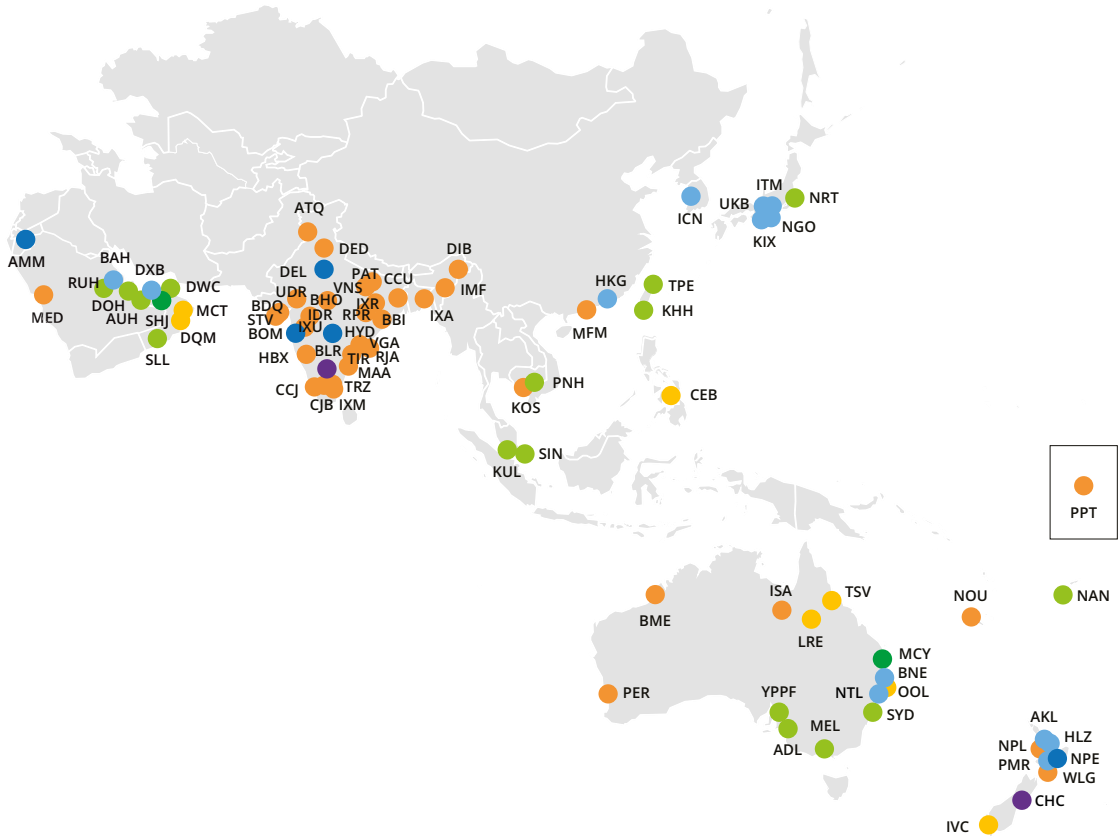 ITM
UKB
NRT
ICN
NGO
KIX
ATQ
AMM
BAH
DED
DIB
DXB
DEL
PAT
CCU
RUH
DWC
VNS
IMF
HKG
TPE
UDR
BHO
IXR
MED
DOH
BDQ
IDR
RPR
BBI
IXA
AUH
SHJ
MCT
STV
IXU
KHH
DQM
BOM
HYD
MFM
SLL
HBX
BLR
VGA
TIR
RJA
MAA
CCJ
TRZ
PNH
CJB
IXM
KOS
CEB
SIN
KUL
PPT
ISA
TSV
NOU
NAN
BME
LRE
MCY
BNE
PER
YPPF
NTL
OOL
SYD
MEL
ADL
AKL
HLZ
NPL
NPE
PMR
WLG
CHC
IVC